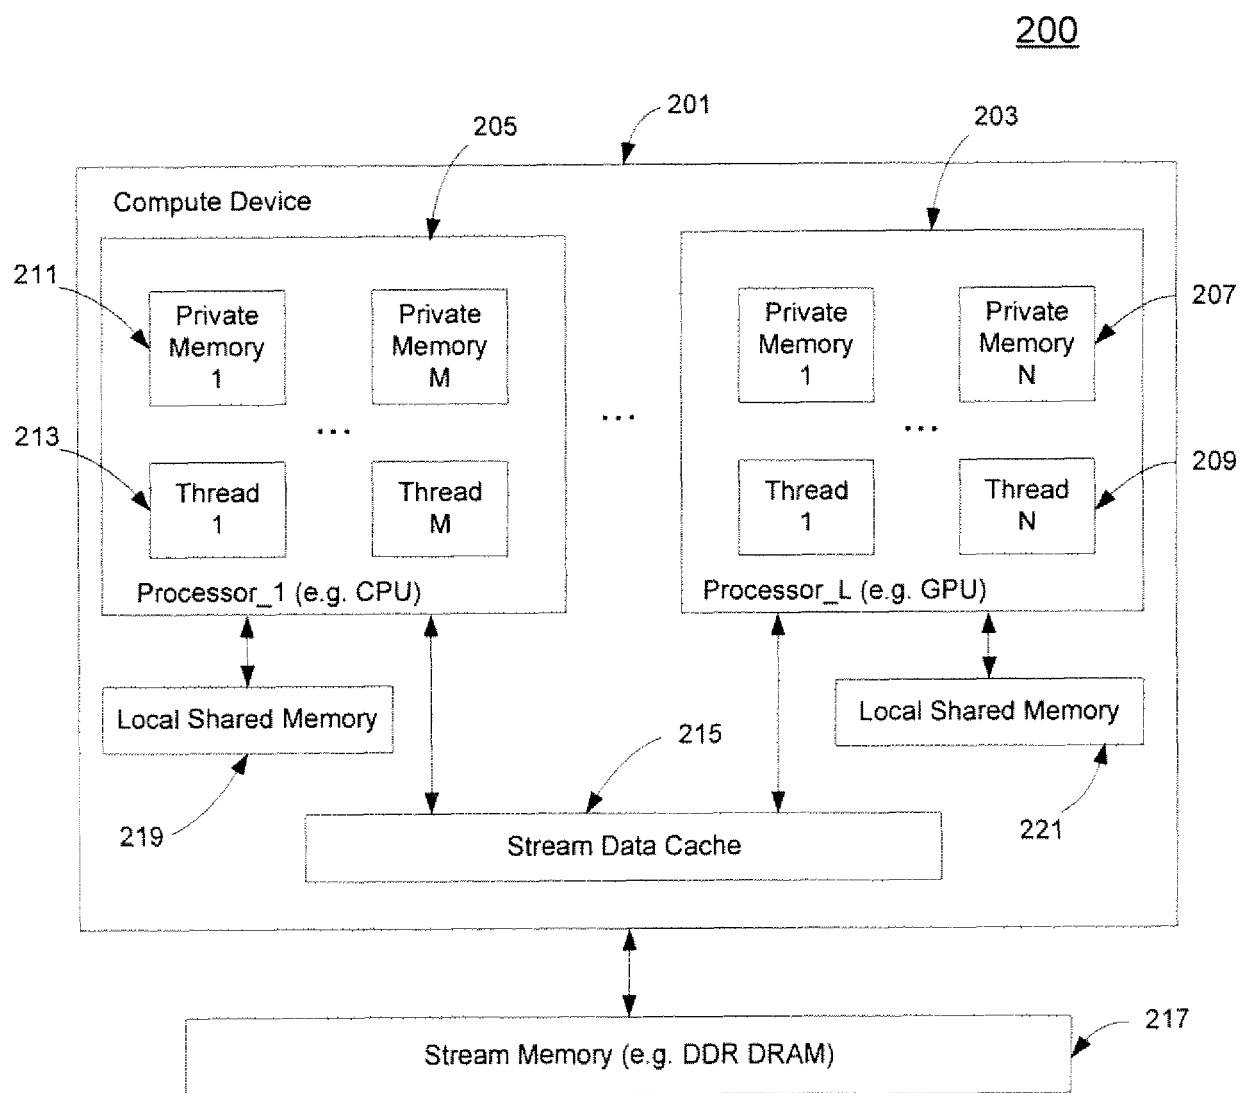 200
201
205
203
Compute Device
211
207
Private
Memory
1
Private
Memory
M
Private
Memory
1
Private
Memory
N
...
...
...
213
209
Thread
1
Thread
M
Thread
1
Thread
N
Processor_1 (e.g. CPU)
Processor_L (e.g. GPU)
Local Shared Memory
Local Shared Memory
215
219
221
Stream Data Cache
217
Stream Memory (e.g. DDR DRAM)